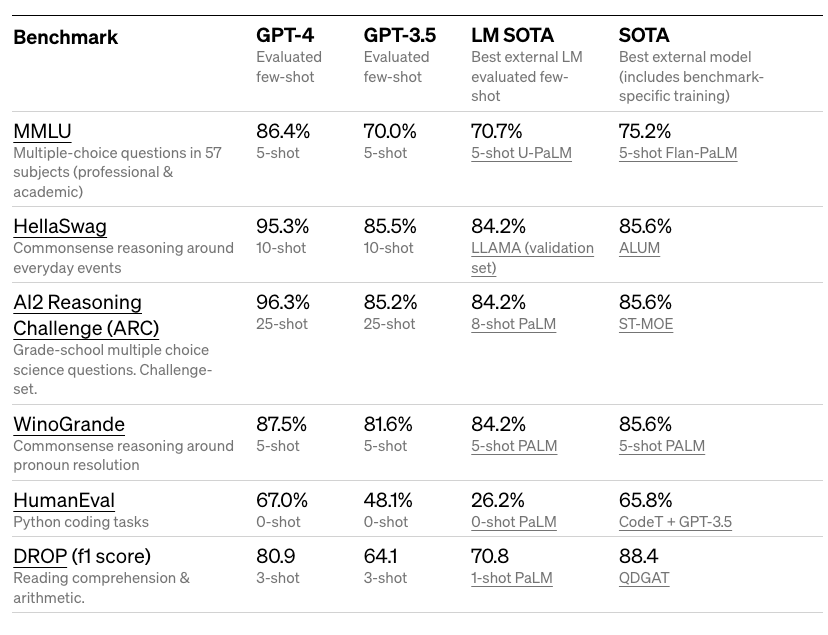 Benchmark GPT-4 GPT-3.5 LM SOTA SOTA
Evaluated Evaluated Best external LM Best external model
few-shot few-shot evaluated few- (includes benchmark-
shot specific training)
MMLU 86.4% 70.0% 70.7% 75.2%
Multiple-choice questions in 57 5-shot 5-shot 5-shot U-PaLM 5-shot Flan-PaLM
subjects (professional &
academic)
HellaSwag 95.3% 85.5% 84.2% 85.6%
Commonsense reasoning around 10-shot 10-shot LLAMA (validation ALUM
everyday events set)
AI2 Reasoning 96.3% 85.2% 84.2% 85.6%
Challenge (ARC) 25-shot 25-shot 8-shot PaLM ST-MOE
Grade-school multiple choice
science questions. Challenge-
set.
WinoGrande 87.5% 81.6% 84.2% 85.6%
Commonsense reasoning around 5-shot 5-shot 5-shot PALM 5-shot PALM
pronoun resolution
HumanEval 67.0% 48.1% 26.2% 65.8%
Python coding tasks 0-shot 0-shot 0-shot PaLM CodeT + GPT-3.5
DROP (f1 score) 80.9 64.1 70.8 88.4
Reading comprehension & 3-shot 3-shot 1-shot PaLM QDGAT
arithmetic.